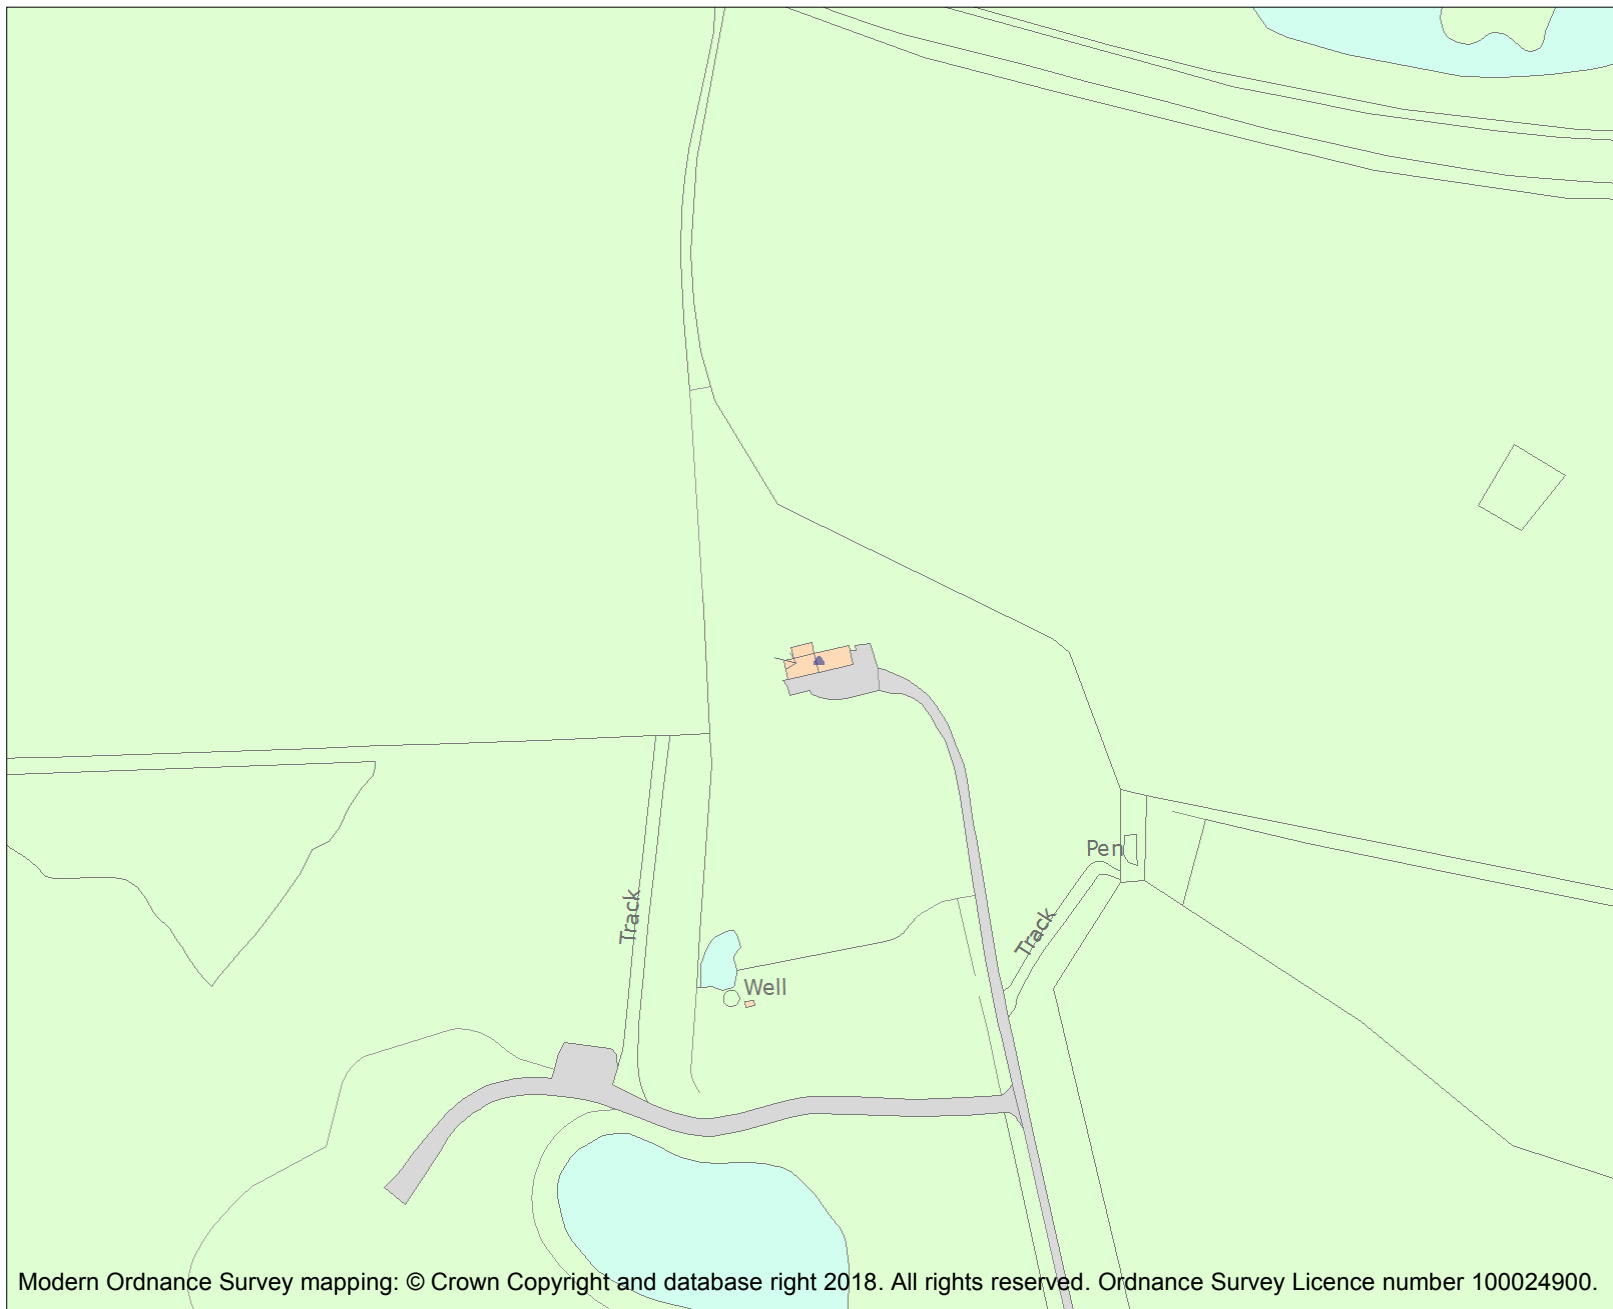 Pen
Track
Track
Well
Modern Ordnance Survey mapping: © Crown Copyright and database right 2018. All rights reserved. Ordnance Survey Licence number 100024900.